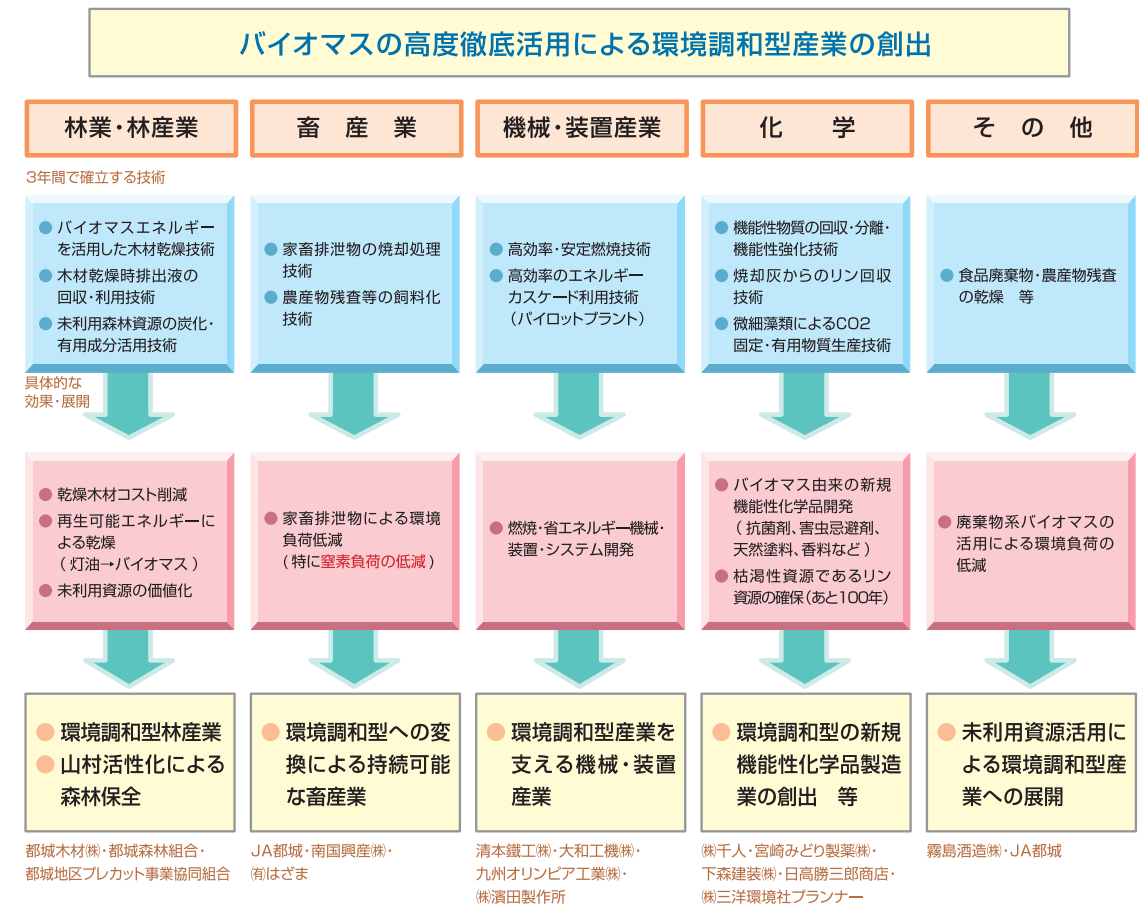 バイオマスの高度徹底活用による環境調和型産業の創出
林業・林産業
畜 産 業
機械・装置産業
化 学
そ の 他
3年間で確立する技術
● バイオマスエネルギー
を活用した木材乾燥技術
● 木材乾燥時排出液の
回収・利用技術
● 未利用森林資源の炭化・
有用成分活用技術
● 家畜排泄物の焼却処理
技術
● 農産物残査等の飼料化
技術
● 高効率・安定燃焼技術
● 高効率のエネルギー
カスケード利用技術
（パイロットプラント）
● 機能性物質の回収・分離・
機能性強化技術
● 焼却灰からのリン回収
技術
● 微細藻類によるCO2
固定・有用物質生産技術
● 食品廃棄物・農産物残査
の乾燥　等
具体的な
効果・展開
● 乾燥木材コスト削減
● 再生可能エネルギーに
よる乾燥
（ 灯油→バイオマス ）
● 未利用資源の価値化
● 家畜排泄物による環境
負荷低減
( 特に窒素負荷の低減 )
● 燃焼・省エネルギー機械・
装置・システム開発
● バイオマス由来の新規
機能性化学品開発
（ 抗菌剤、害虫忌避剤、
天然塗料、香料など ）
● 枯渇性資源であるリン
資源の確保（あと100年）
● 廃棄物系バイオマスの
活用による環境負荷の
低減
● 環境調和型林産業
● 山村活性化による
森林保全
● 環境調和型への変
換による持続可能
な畜産業
● 環境調和型産業を
支える機械・装置
産業
● 環境調和型の新規
機能性化学品製造
業の創出　等
● 未利用資源活用に
よる環境調和型産
業への展開
都城木材㈱・都城森林組合・
都城地区プレカット事業協同組合
JA都城・南国興産㈱・
㈲はざま
清本鐵工㈱・大和工機㈱・
九州オリンピア工業㈱・
㈱濱田製作所
㈱千人・宮崎みどり製薬㈱・
下森建装㈱・日高勝三郎商店・
㈱三洋環境社プランナー
霧島酒造㈱・JA都城